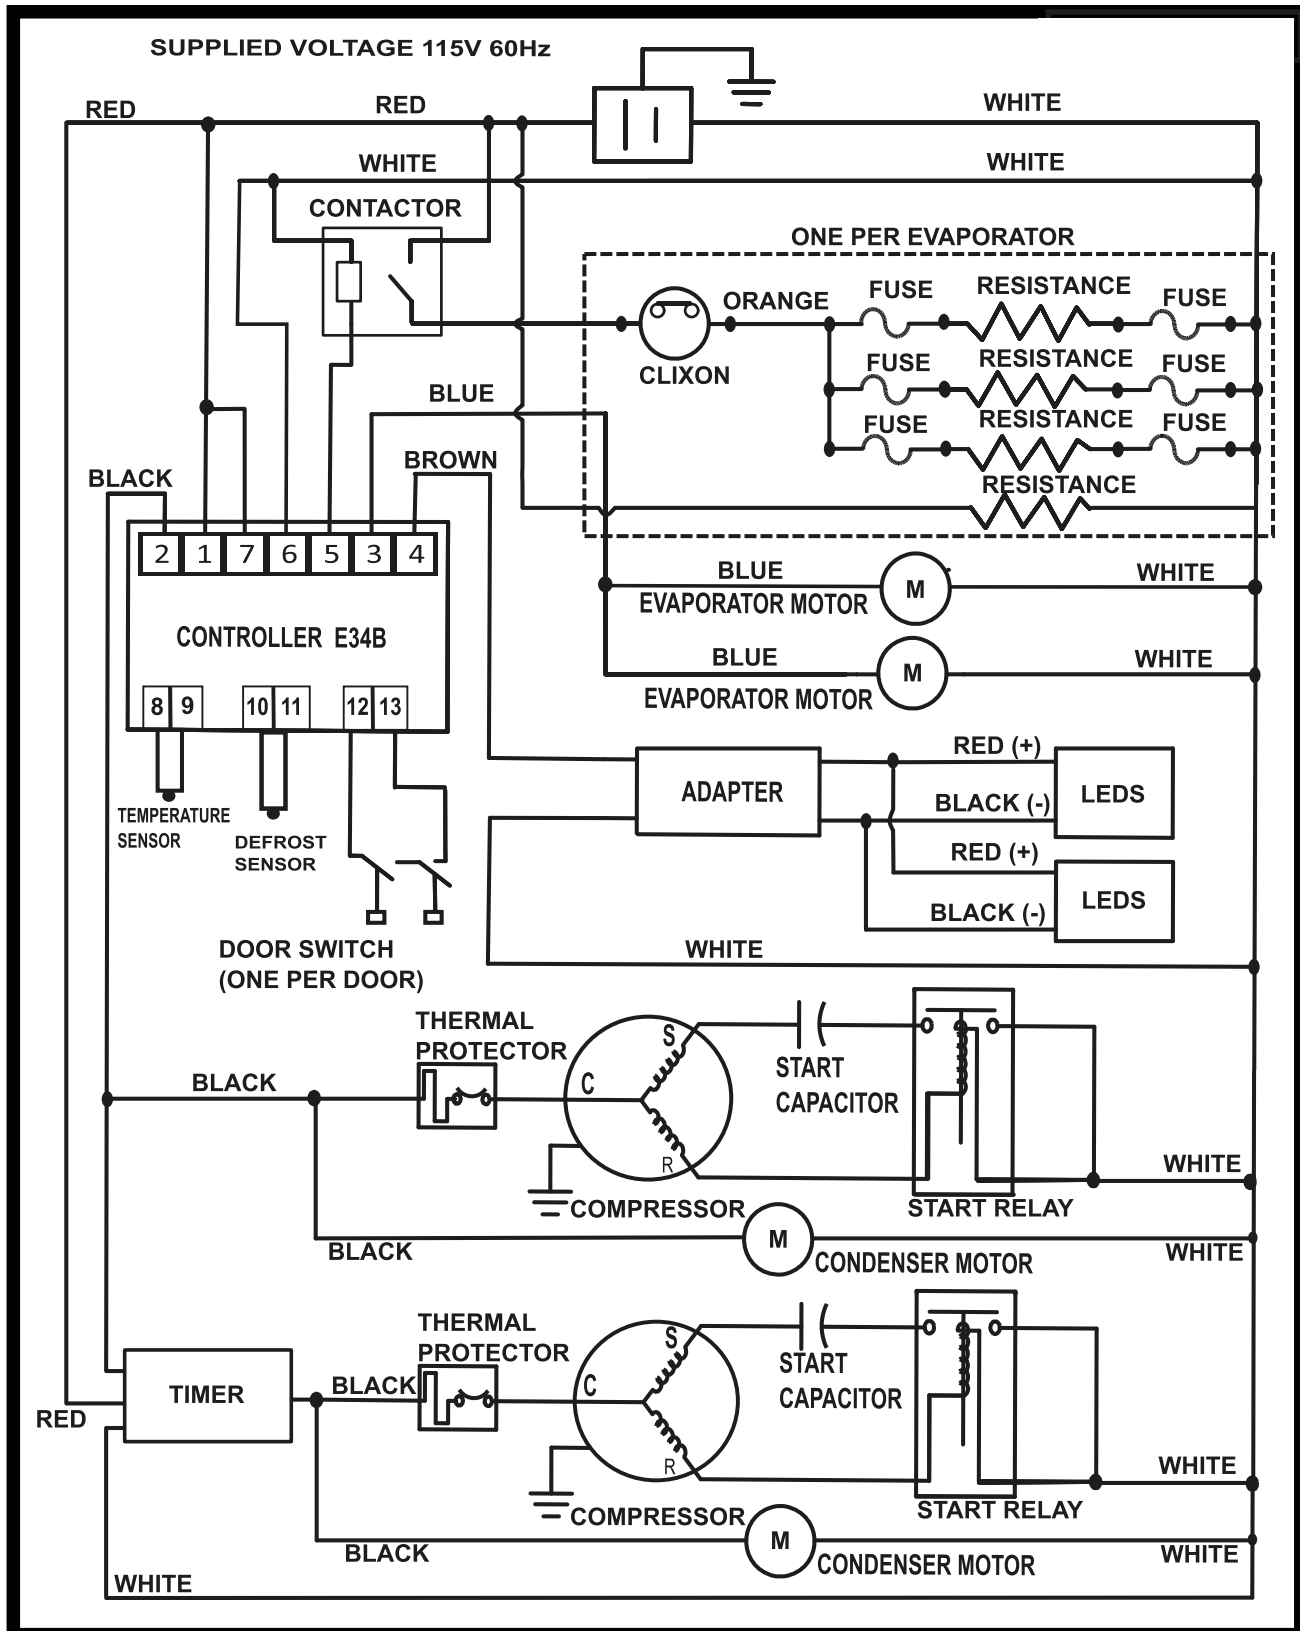 SUPPLIED VOLTAGE 115V 60Hz
RED
RED
WHITE
WHITE
WHITE
CONTACTOR
ONE PER EVAPORATOR
ORANGE
FUSE
RESISTANCE
FUSE
CLIXON
FUSE
RESISTANCE
FUSE
BLUE
FUSE
RESISTANCE
FUSE
BROWN
BLACK
RESISTANCE
2 1 7 6 5 3 4
CONTROLLER E34B
8 9 10 11 12 13
BLUE
M
WHITE
EVAPORATOR MOTOR
BLUE
M
WHITE
EVAPORATOR MOTOR
TEMPERATURE
SENSOR
DEFROST
SENSOR
ADAPTER
RED (+)
LEDS
BLACK (-)
RED (+)
LEDS
BLACK (-)
DOOR SWITCH
(ONE PER DOOR)
WHITE
THERMAL
PROTECTOR
BLACK
C
S
R
START
CAPACITOR
WHITE
COMPRESSOR
START RELAY
BLACK
M
CONDENSER MOTOR
WHITE
THERMAL
PROTECTOR
TIMER
BLACK
RED
C
S
R
START
CAPACITOR
WHITE
COMPRESSOR
START RELAY
BLACK
M
CONDENSER MOTOR
WHITE
WHITE